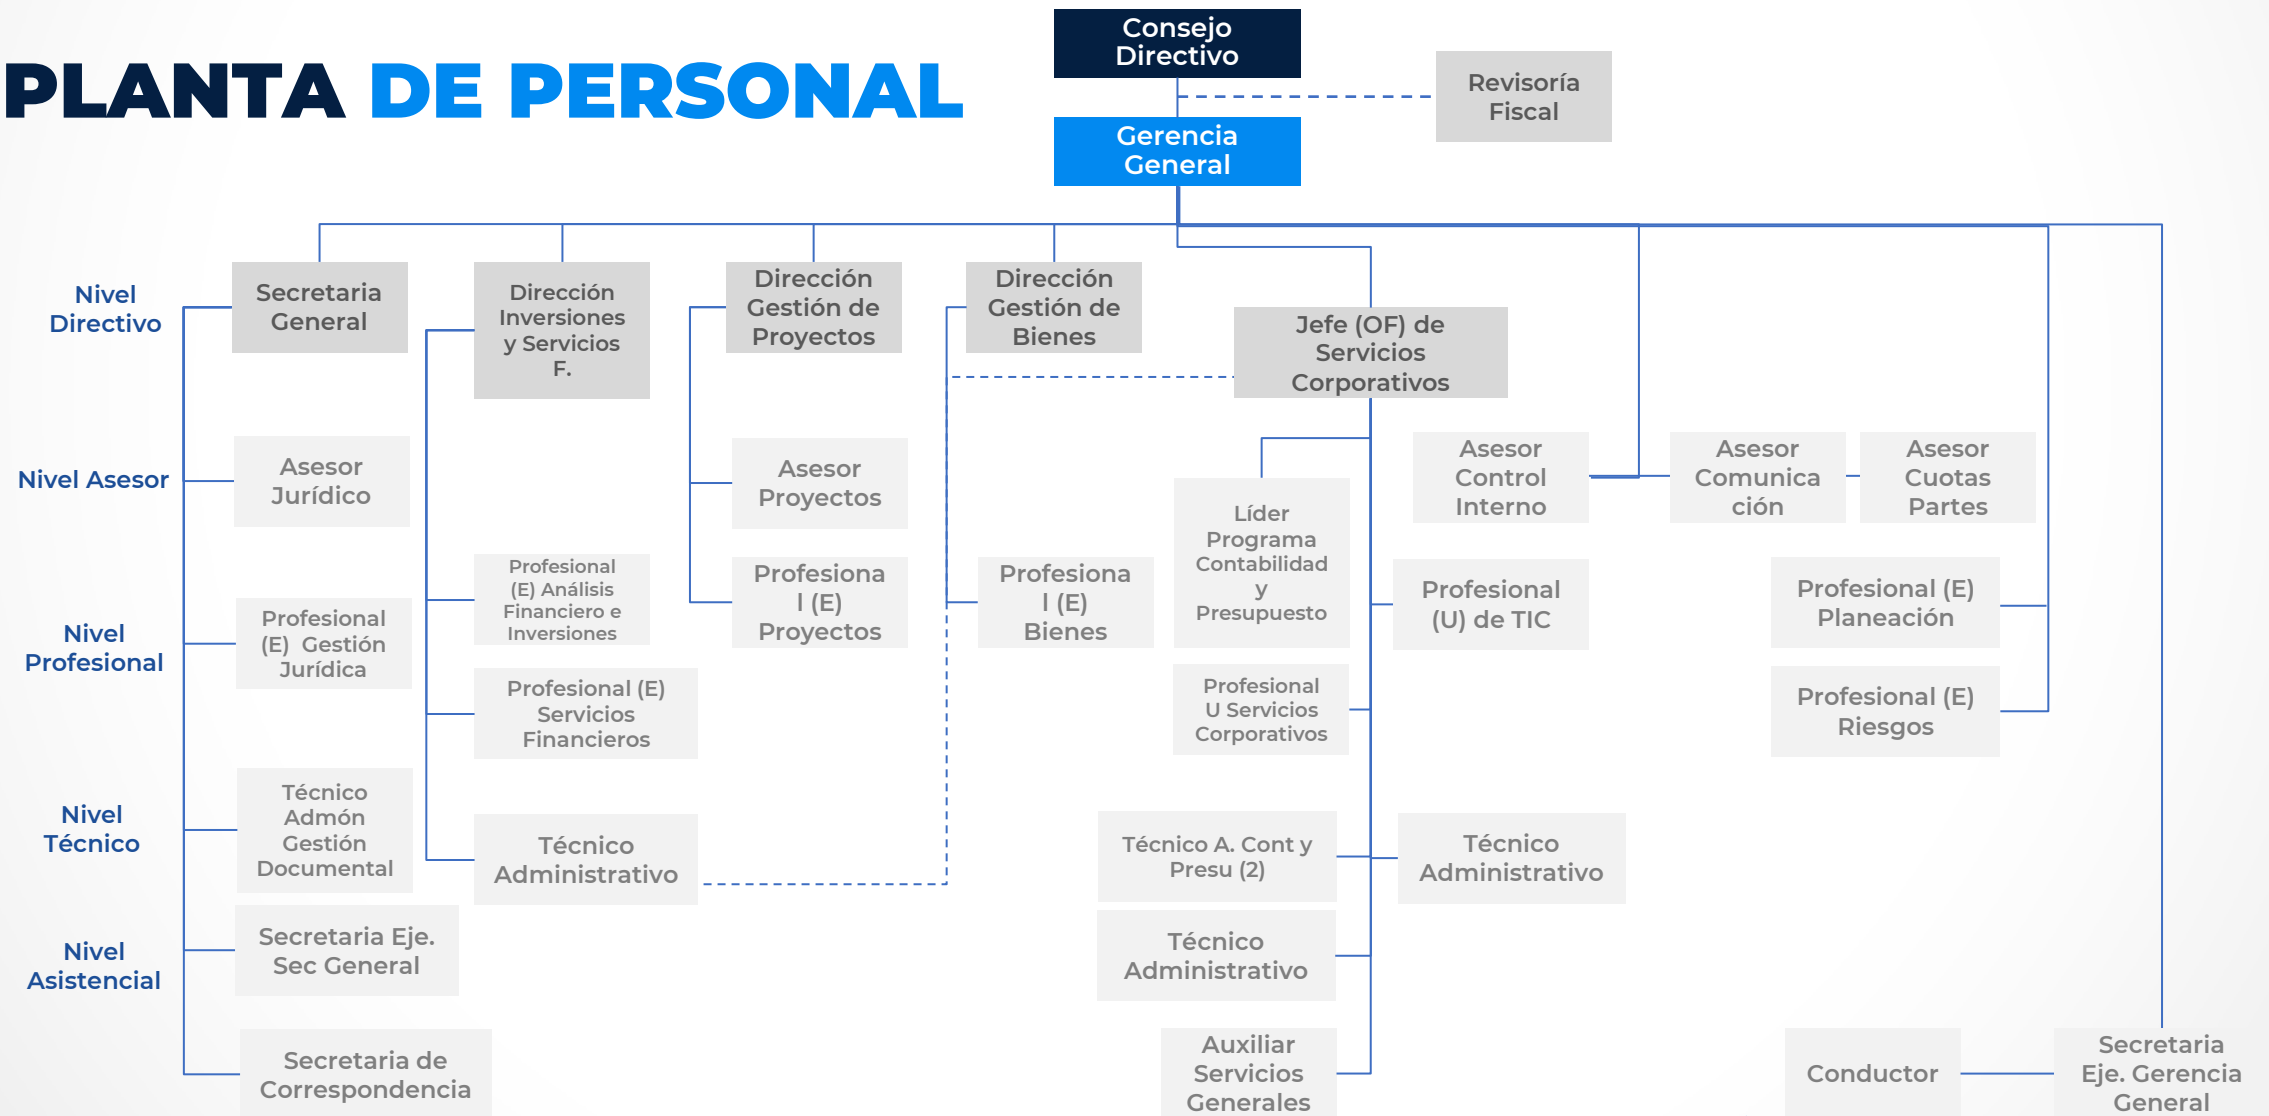 PLANTA DE PERSONAL
Consejo
Directivo
Revisoría
Fiscal
Gerencia
General
Nivel
Directivo
Secretaria
General
Dirección
Inversiones
y Servicios
F.
Dirección
Gestión de
Proyectos
Dirección
Gestión de
Bienes
Jefe (OF) de
Servicios
Corporativos
Nivel Asesor
Asesor
Jurídico
Asesor
Proyectos
Asesor
Control
Interno
Asesor
Comunica
ción
Asesor
Cuotas
Partes
Nivel
Profesional
Profesional
(E)  Gestión
Jurídica
Profesional
(E) Análisis
Financiero e
Inversiones
Profesional (E)
Servicios
Financieros
Profesiona
l (E)
Proyectos
Profesiona
l (E)
Bienes
Líder
Programa
Contabilidad
y
Presupuesto
Profesional
(U) de TIC
Profesional
U Servicios
Corporativos
Profesional (E)
Planeación
Profesional (E)
Riesgos
Nivel
Técnico
Técnico
Admón
Gestión
Documental
Técnico
Administrativo
Técnico A. Cont y
Presu (2)
Técnico
Administrativo
Técnico
Administrativo
Nivel
Asistencial
Secretaria Eje.
Sec General
Secretaria de
Correspondencia
Auxiliar
Servicios
Generales
Conductor
Secretaria
Eje. Gerencia
General